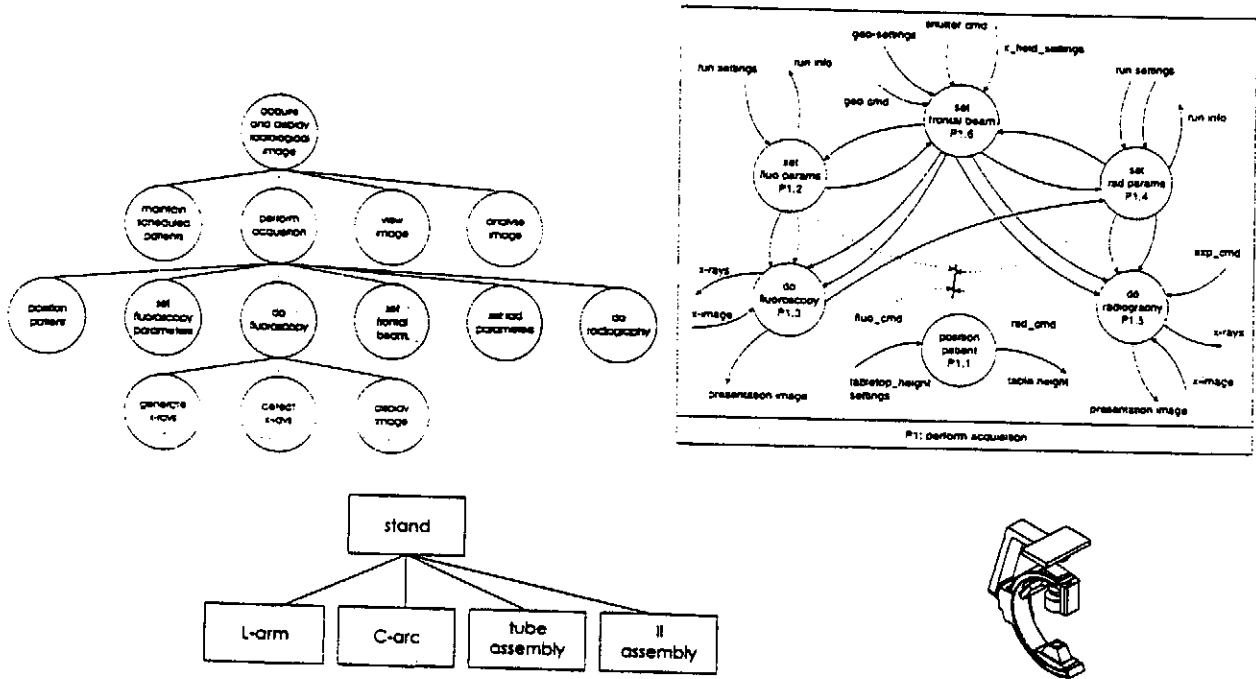 acquire
and display
radiological
image
maintain
scheduled
patients
perform
acquisition
view
image
analyse
image
position
patient
set
fluoroscopy
parameters
do
fluoroscopy
set
frontal
beam
set rad
parameters
do
radiography
generate
x-rays
detect
x-rays
display
image
shutter cmd
geo-settings
x_field_settings
run settings
run info
geo cmd
set
frontal beam
P1.6
run settings
run info
set
fluo params
P1.2
set
rad params
P1.4
exp_cmd
x-rays
do
fluoroscopy
P1.3
x-image
do
radiography
P1.5
fluo_cmd
rad_cmd
x-rays
position
patient
P1.1
presentation image
tabletop_height
settings
table height
x-image
presentation image
P1: perform acquisition
stand
L-arm
C-arc
tube
assembly
II
assembly